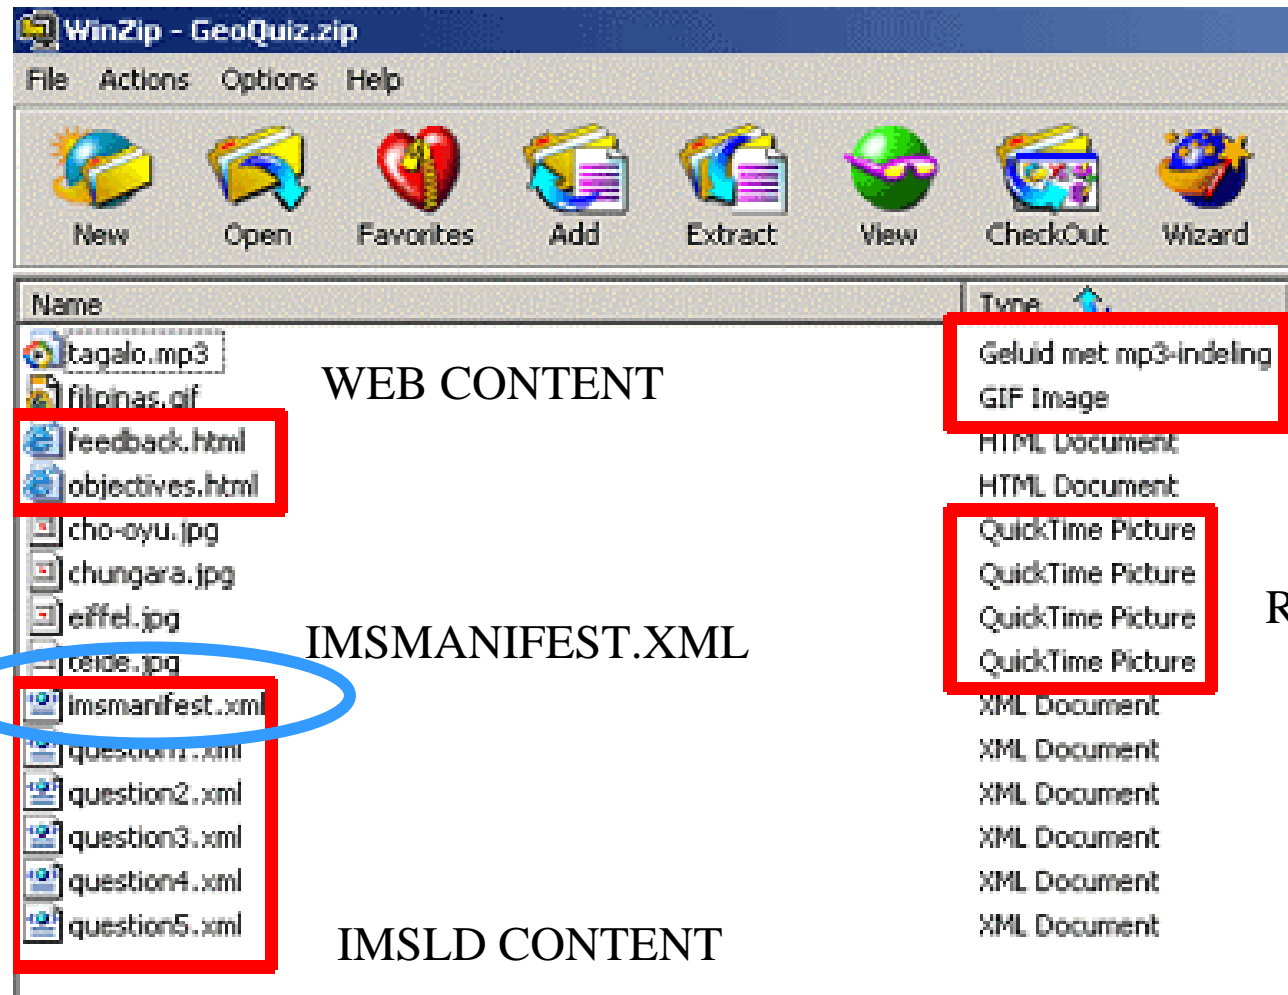 WinZip - GeoQuiz.zip
File Actions Options Help
New Open Favorites Add Extract View CheckOut Wizard
Name Type
tagalo.mp3 Geluid met mp3-indeling
WEB CONTENT
filipinas.gif GIF Image
feedback.html HTML Document
objectives.html HTML Document
cho-oyu.jpg QuickTime Picture
chungara.jpg QuickTime Picture
eiffel.jpg QuickTime Picture
R
IMSMANIFEST.XML
teide.jpg QuickTime Picture
imsmanifest.xml XML Document
question1.xml XML Document
question2.xml XML Document
question3.xml XML Document
question4.xml XML Document
question5.xml XML Document
IMSLD CONTENT